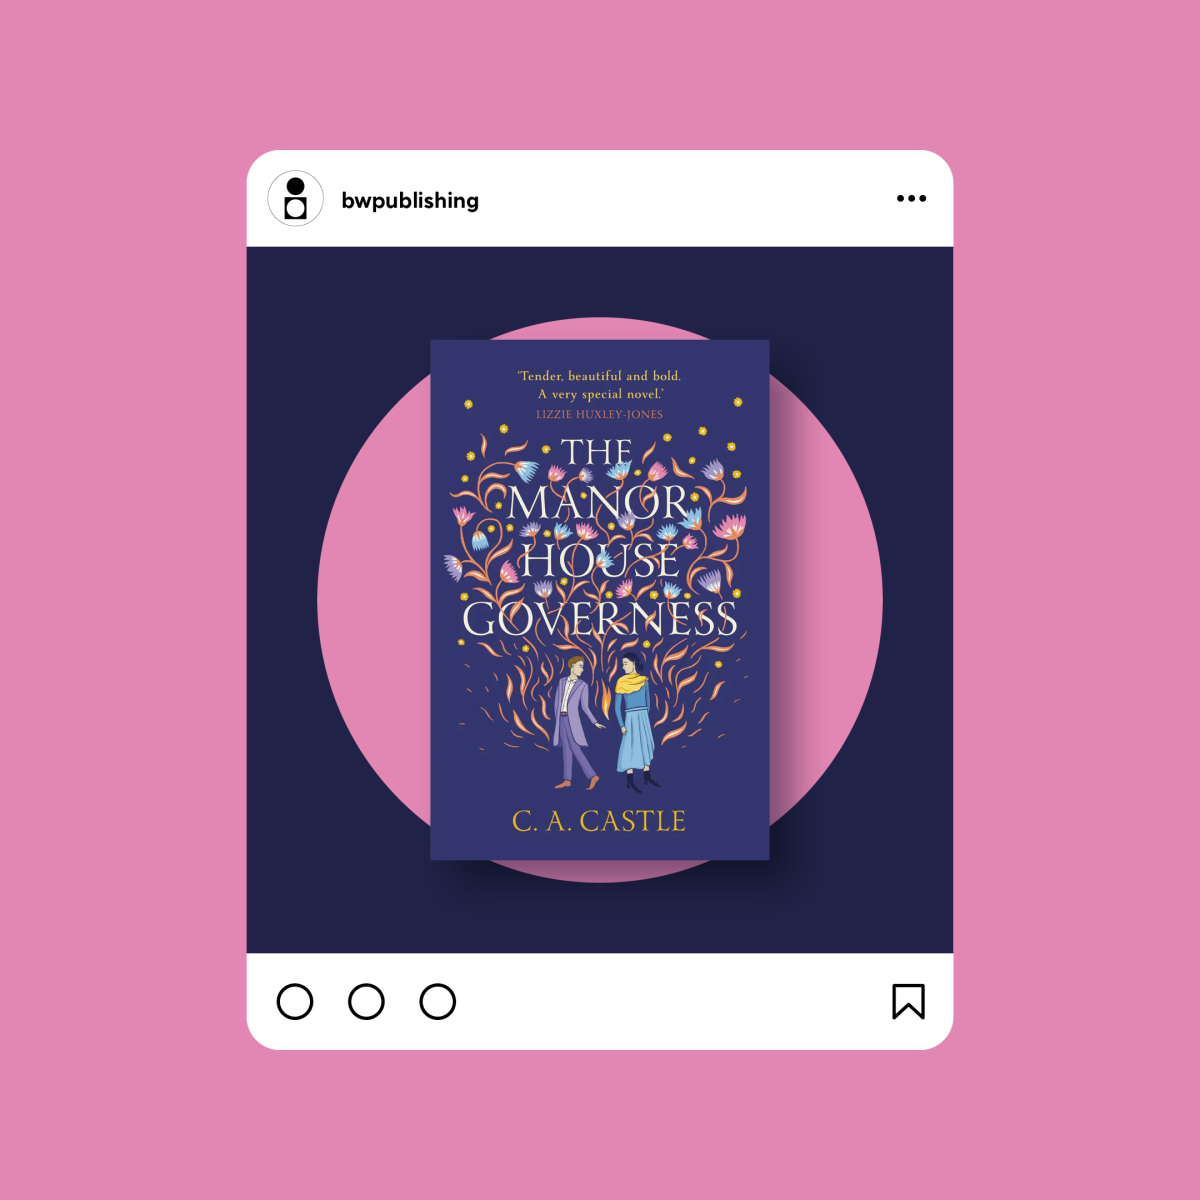 bwpublishing
‘Tender, beautiful and bold.
A very special novel.’
LIZZIE HUXLEY-JONES
THE
MANOR
HOUSE
GOVERNESS
C. A. CASTLE